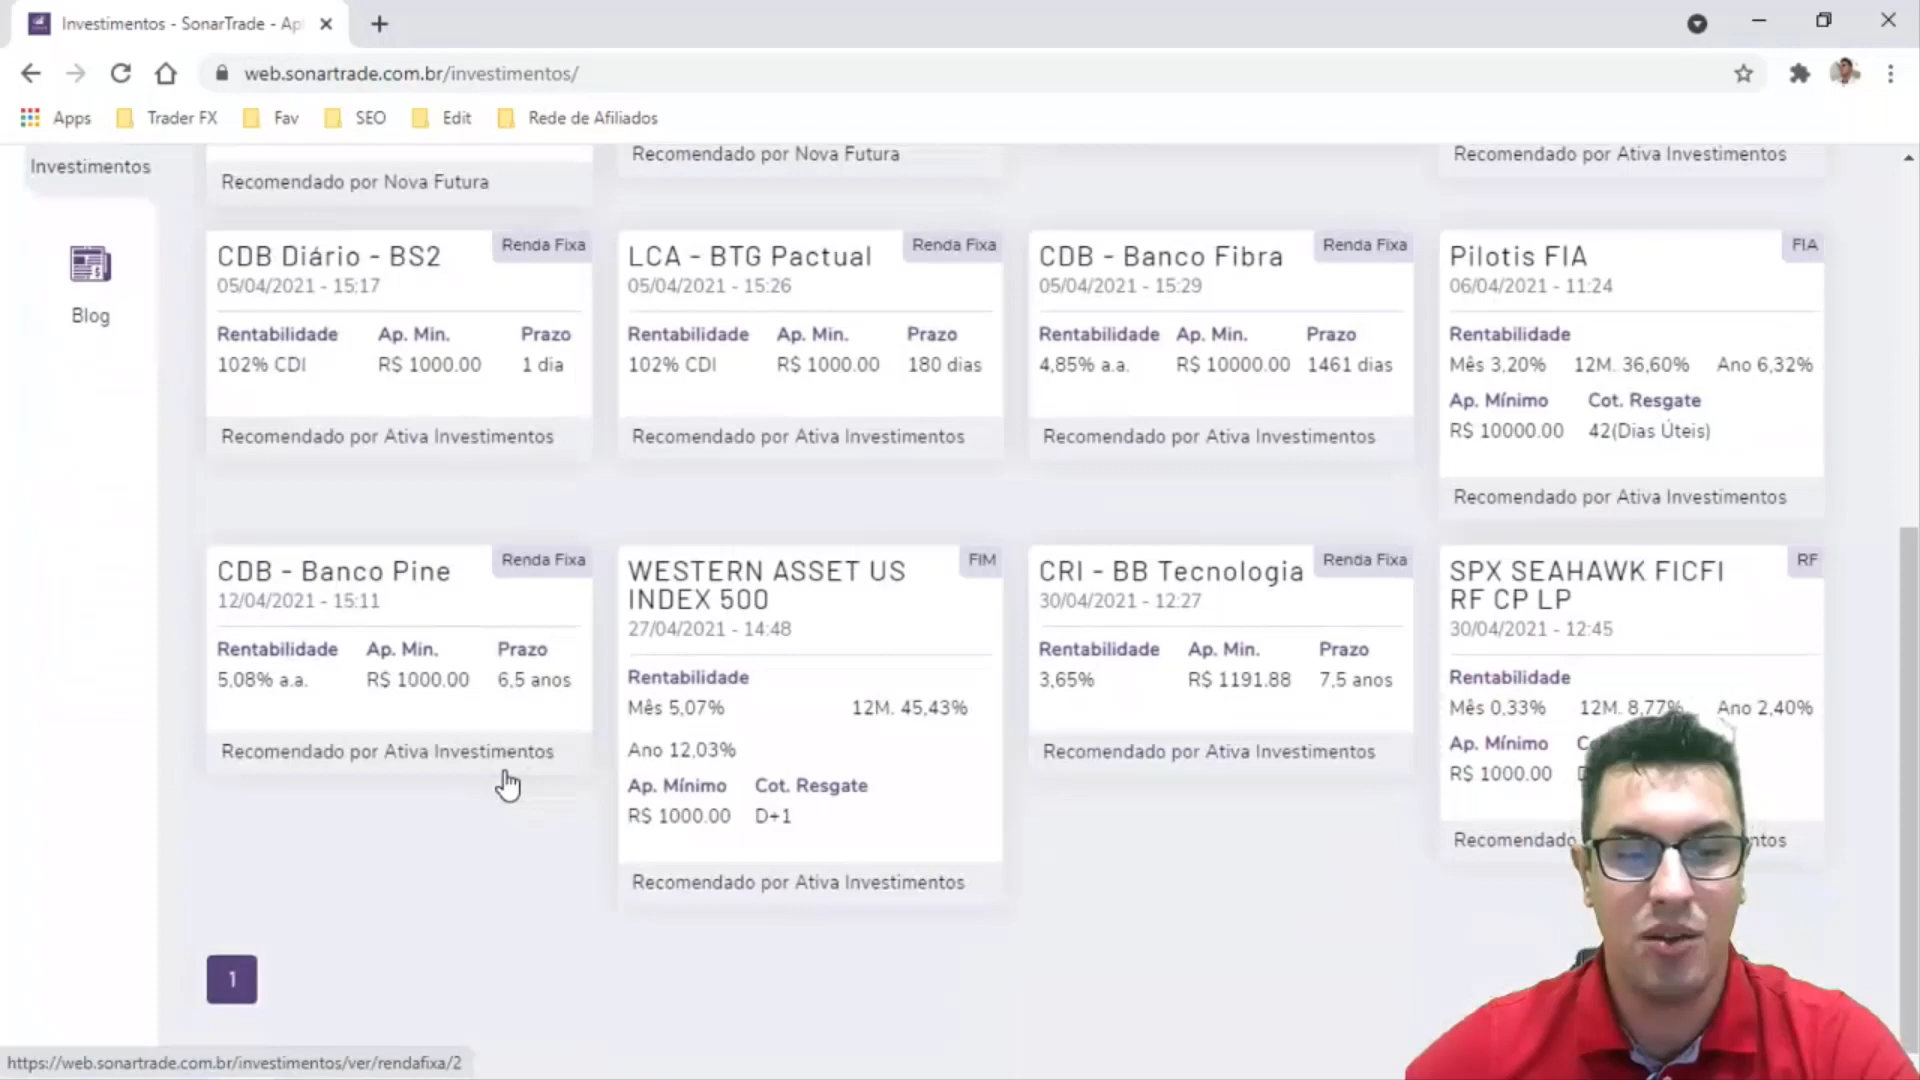 Investimentos - SonarTrade - Ap
web.sonartrade.com.br/investimentos/
Apps Trader FX Fav SEO Edit Rede de Afiliados
Investimentos
Blog
Recomendado por Nova Futura
Recomendado por Nova Futura
Recomendado por Ativa Investimentos
CDB Diário - BS2
Renda Fixa
05/04/2021 - 15:17
Rentabilidade Ap. Min. Prazo
102% CDI R$ 1000.00 1 dia
Recomendado por Ativa Investimentos
LCA - BTG Pactual
Renda Fixa
05/04/2021 - 15:26
Rentabilidade Ap. Min. Prazo
102% CDI R$ 1000.00 180 dias
Recomendado por Ativa Investimentos
CDB - Banco Fibra
Renda Fixa
05/04/2021 - 15:29
Rentabilidade Ap. Min. Prazo
4,85% a.a. R$ 10000.00 1461 dias
Recomendado por Ativa Investimentos
Pilotis FIA
FIA
06/04/2021 - 11:24
Rentabilidade
Mês 3,20% 12M. 36,60% Ano 6,32%
Ap. Mínimo Cot. Resgate
R$ 10000.00 42(Dias Úteis)
Recomendado por Ativa Investimentos
CDB - Banco Pine
Renda Fixa
12/04/2021 - 15:11
Rentabilidade Ap. Min. Prazo
5,08% a.a. R$ 1000.00 6,5 anos
Recomendado por Ativa Investimentos
WESTERN ASSET US
INDEX 500
FIM
27/04/2021 - 14:48
Rentabilidade
Mês 5,07% 12M. 45,43%
Ano 12,03%
Ap. Mínimo Cot. Resgate
R$ 1000.00 D+1
Recomendado por Ativa Investimentos
CRI - BB Tecnologia
Renda Fixa
30/04/2021 - 12:27
Rentabilidade Ap. Min. Prazo
3,65% R$ 1191.88 7,5 anos
Recomendado por Ativa Investimentos
SPX SEAHAWK FICFI
RF CP LP
RF
30/04/2021 - 12:45
Rentabilidade
Mês 0,33% 12M. 8,77% Ano 2,40%
Ap. Mínimo
R$ 1000.00
Recomendado
1
https://web.sonartrade.com.br/investimentos/ver/rendafixa/2